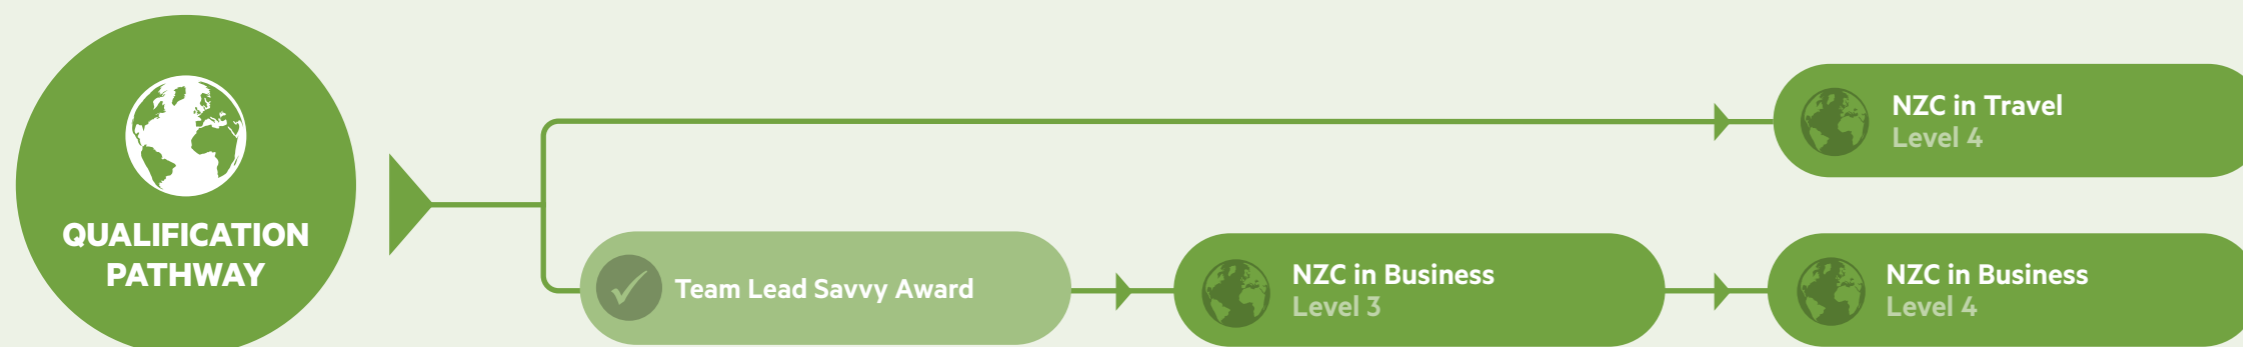 QUALIFICATION
PATHWAY
NZC in Travel
Level 4
Team Lead Savvy Award
NZC in Business
Level 3
NZC in Business
Level 4